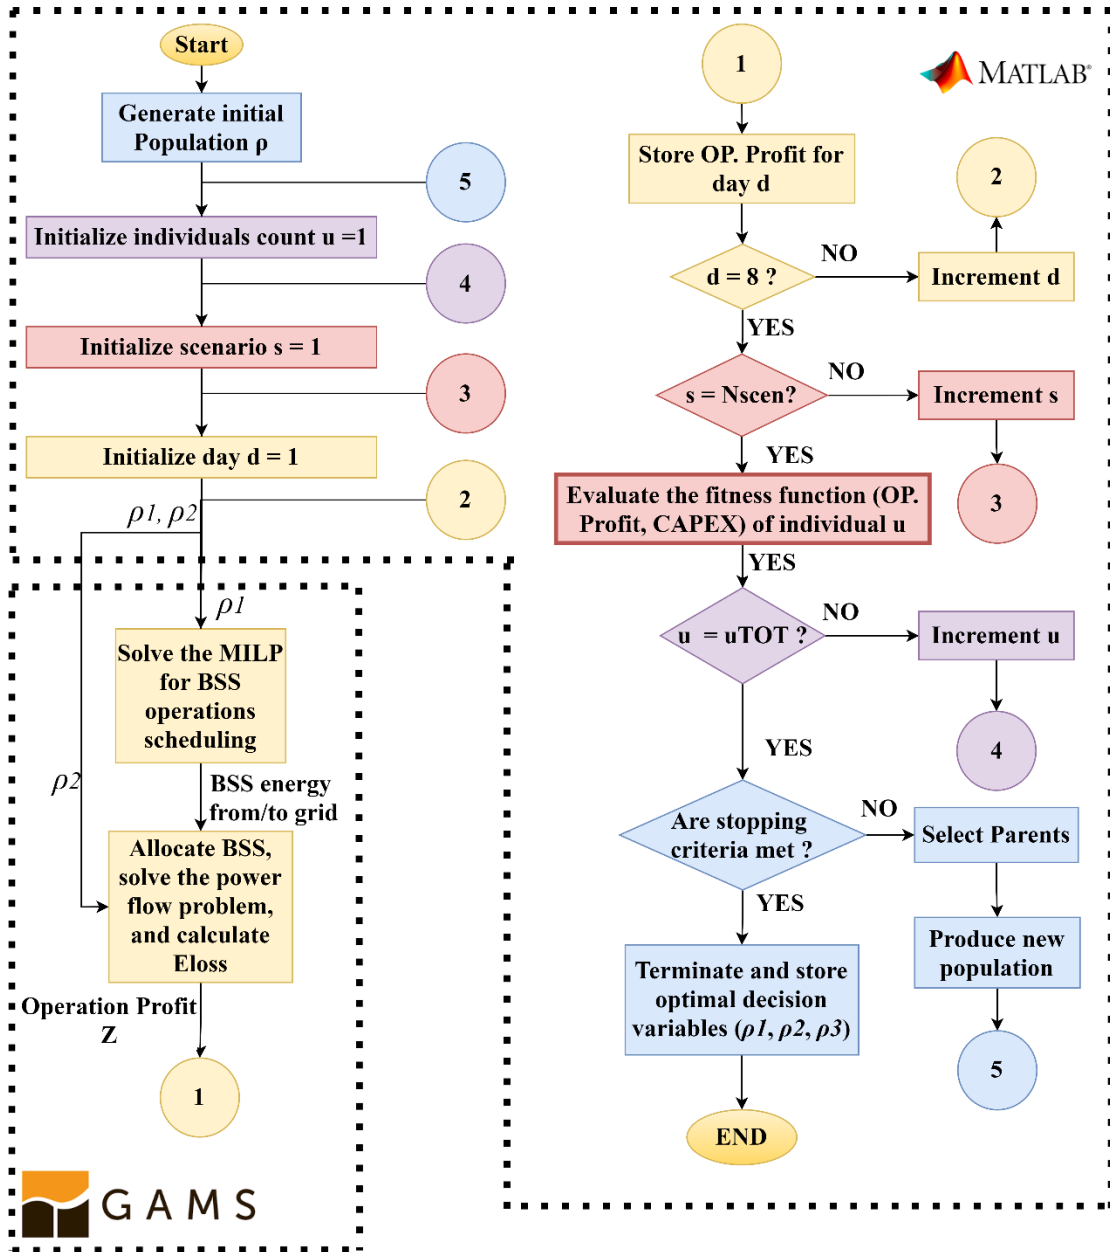 Start
Generate initial
Population ρ
5
Initialize individuals count u =1
4
Initialize scenario s = 1
3
Initialize day d = 1
2
ρ1, ρ2
ρ1
Solve the MILP
for BSS
operations
scheduling
ρ2
BSS energy
from/to grid
Allocate BSS,
solve the power
flow problem,
and calculate
Eloss
Operation Profit
Z
1
GAMS
MATLAB®
1
Store OP. Profit for
day d
2
d = 8 ?
NO
Increment d
YES
s = Nscen?
NO
Increment s
YES
3
Evaluate the fitness function (OP.
Profit, CAPEX) of individual u
YES
u = uTOT ?
NO
Increment u
4
YES
Are stopping
criteria met ?
NO
Select Parents
YES
Produce new
population
Terminate and store
optimal decision
variables (ρ1, ρ2, ρ3)
5
END